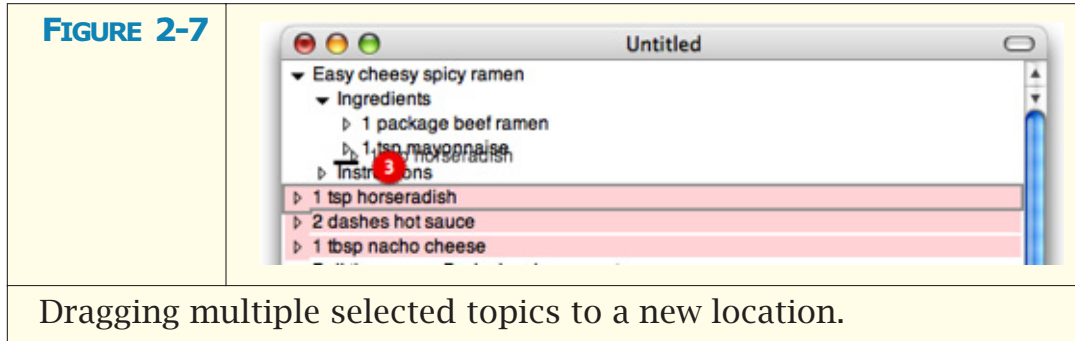 FIGURE 2-7
Untitled
Easy cheesy spicy ramen
Ingredients
1 package beef ramen
1 tsp mayonnaise
horseradish
3
1 tsp horseradish
2 dashes hot sauce
1 tbsp nacho cheese
Dragging multiple selected topics to a new location.